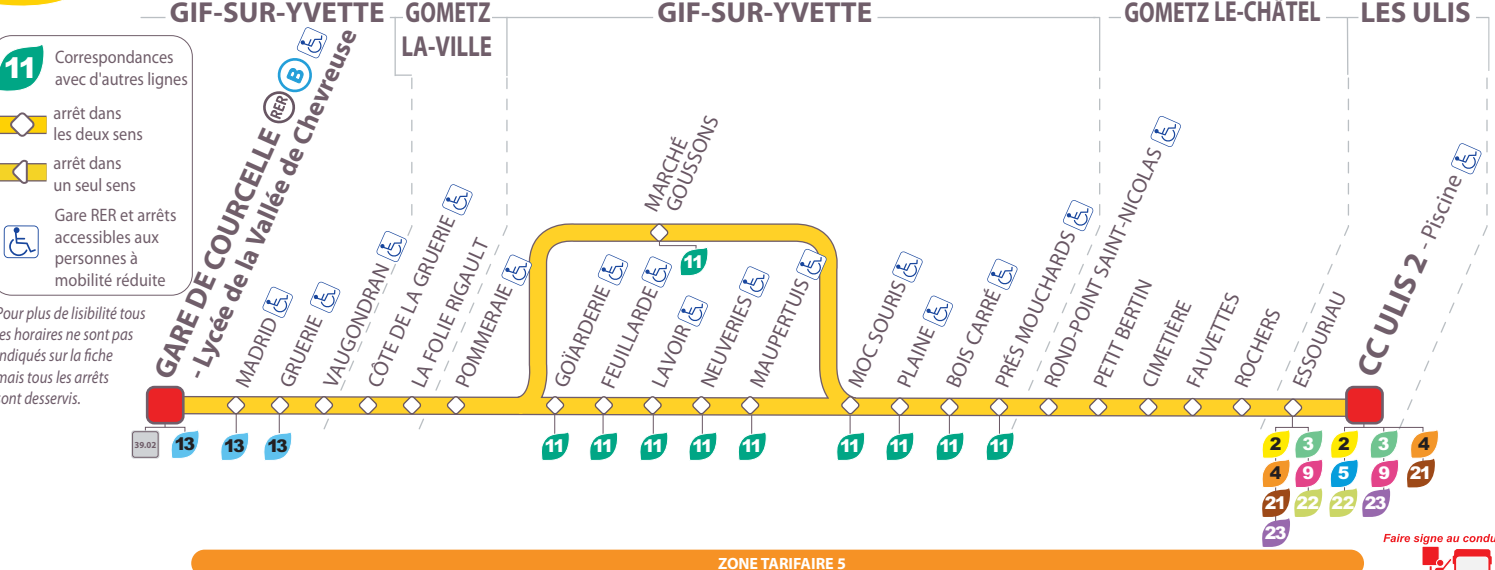 GIF-SUR-YVETTE
GOMETZ
LA-VILLE
GIF-SUR-YVETTE
GOMETZ LE-CHÂTEL
LES ULIS
11
Correspondances
avec d'autres lignes
arrêt dans
les deux sens
arrêt dans
un seul sens
Gare RER et arrêts
accessibles aux
personnes à
mobilité réduite
Pour plus de lisibilité tous
les horaires ne sont pas
indiqués sur la fiche
mais tous les arrêts
sont desservis.
GARE DE COURCELLE RER B
- Lycée de la Vallée de Chevreuse
MADRID
GRUERIE
VAUGONDRAN
CÔTE DE LA GRUERIE
LA FOLIE RIGAULT
POMMERAIE
MARCHÉ
GOUSSONS
11
GOÏARDERIE
FEUILLARDE
LAVOIR
NEUVERIES
MAUPERTUIS
MOC SOURIS
PLAINE
BOIS CARRÉ
PRÉS MOUCHARDS
ROND-POINT SAINT-NICOLAS
PETIT BERTIN
CIMETIÈRE
FAUVETTES
ROCHERS
ESSOURIAU
CC ULIS 2 - Piscine
39.02 13 13 13 11 11 11 11 11 11 11 11 11
2 3 2 3 4
4 9 5 9 21
21 22 22 23
23
Faire signe au condu
ZONE TARIFAIRE 5